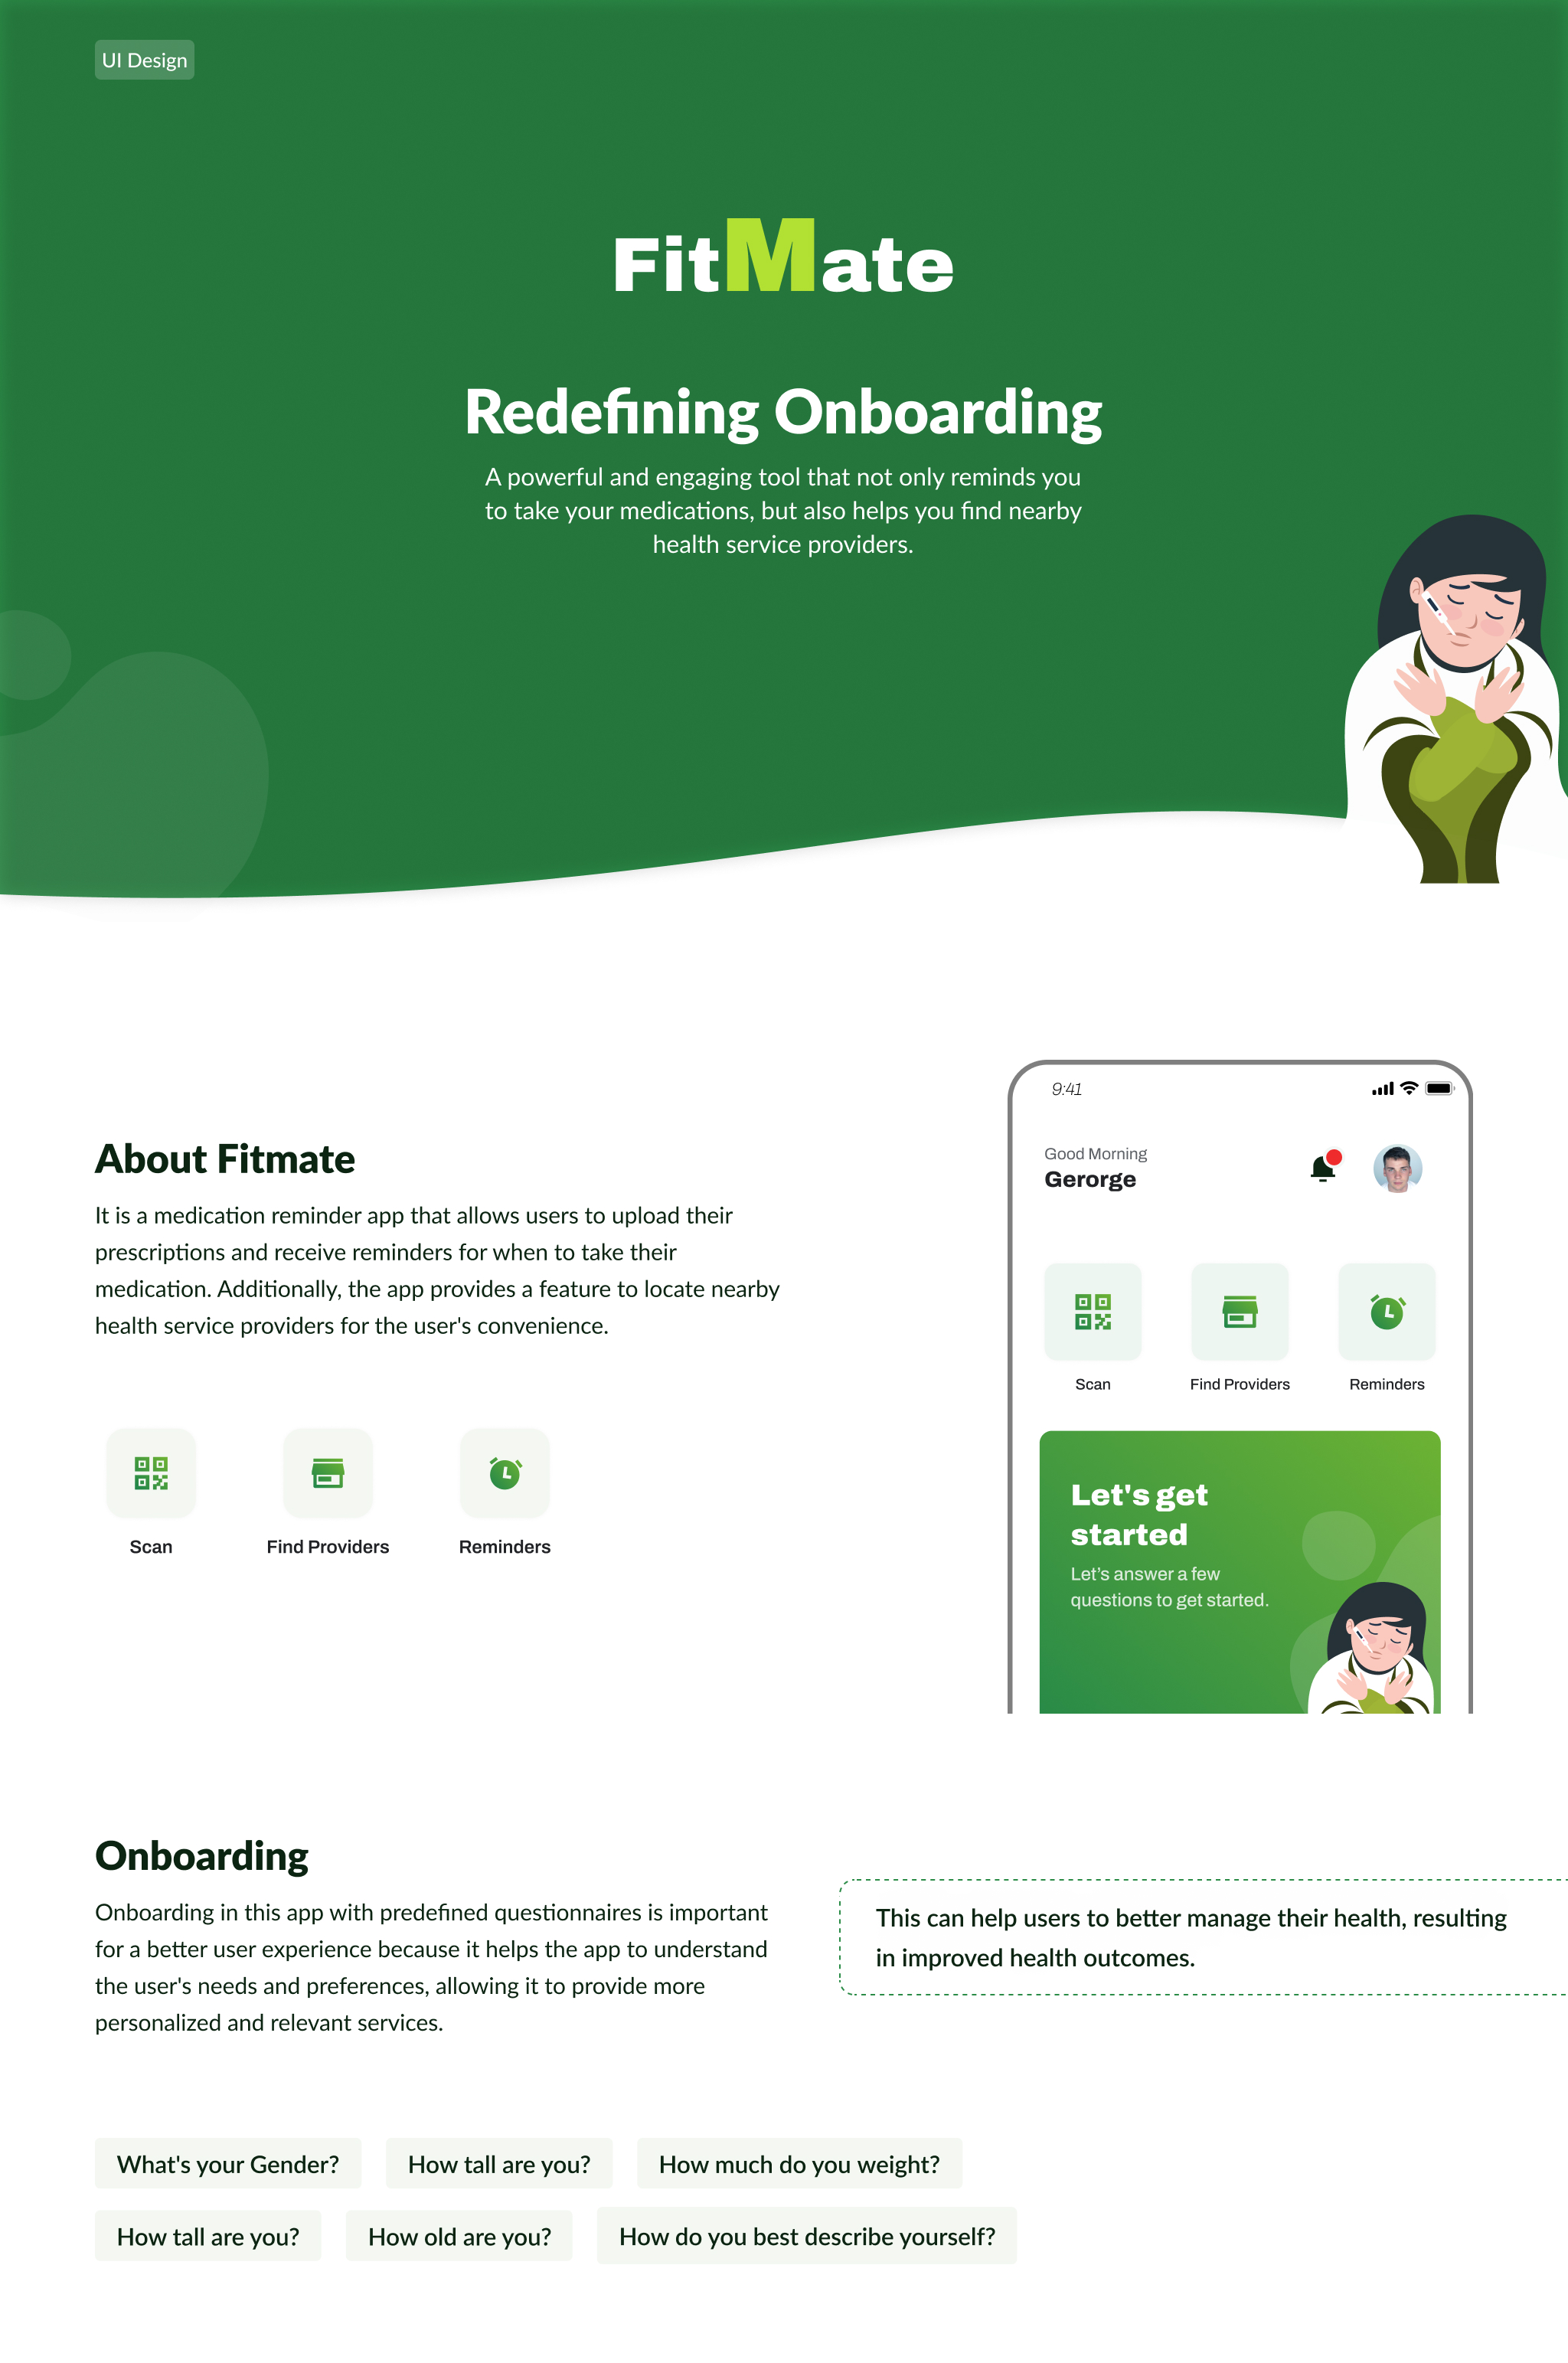 UI Design
FitMate
Redefining Onboarding
A powerful and engaging tool that not only reminds you
to take your medications, but also helps you find nearby
health service providers.
About Fitmate
It is a medication reminder app that allows users to upload their
prescriptions and receive reminders for when to take their
medication. Additionally, the app provides a feature to locate nearby
health service providers for the user's convenience.
Scan
Find Providers
Reminders
9:41
Good Morning
Gerorge
Scan
Find Providers
Reminders
Let's get
started
Let's answer a few
questions to get started.
Onboarding
Onboarding in this app with predefined questionnaires is important
for a better user experience because it helps the app to understand
the user's needs and preferences, allowing it to provide more
personalized and relevant services.
This can help users to better manage their health, resulting
in improved health outcomes.
What's your Gender?
How tall are you?
How much do you weight?
How tall are you?
How old are you?
How do you best describe yourself?